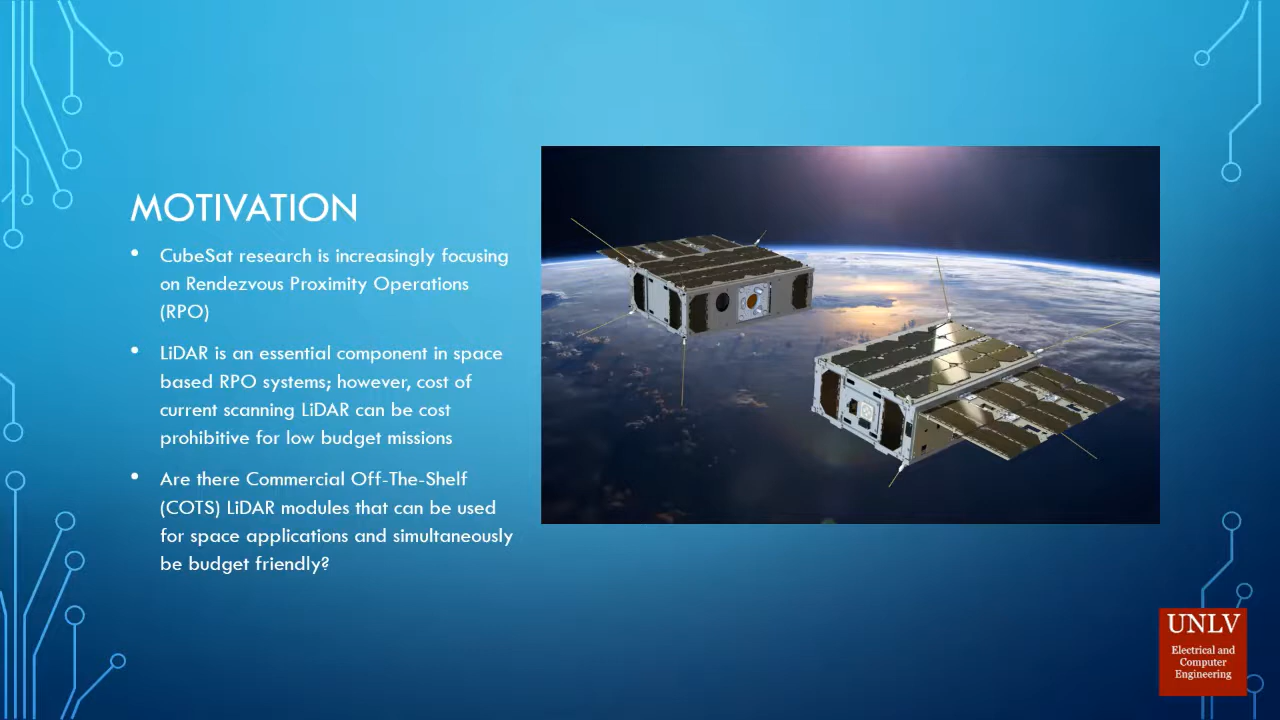 MOTIVATION
• CubeSat research is increasingly focusing
on Rendezvous Proximity Operations
(RPO)
• LiDAR is an essential component in space
based RPO systems; however, cost of
current scanning LiDAR can be cost
prohibitive for low budget missions
• Are there Commercial Off-The-Shelf
(COTS) LiDAR modules that can be used
for space applications and simultaneously
be budget friendly?
UNLV
Electrical and
Computer
Engineering